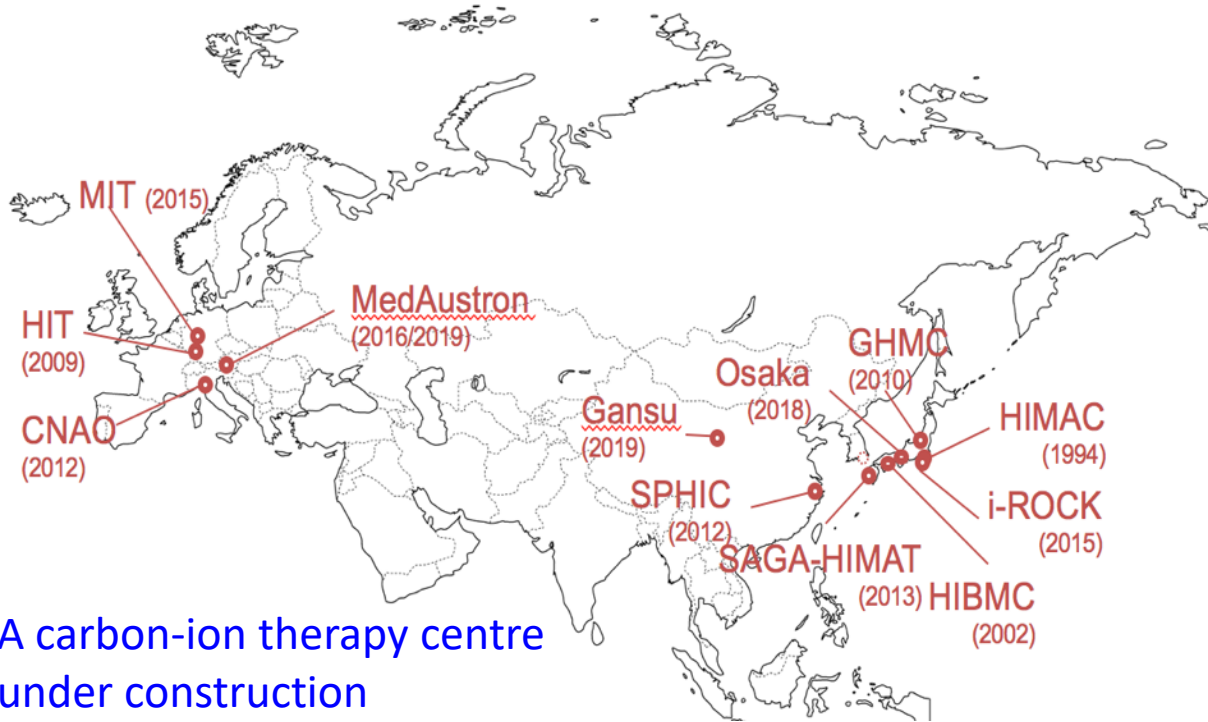 MIT (2015)
HIT
(2009)
CNAO
(2012)
MedAustron
(2016/2019)
Gansu
(2019)
Osaka
(2018)
GHMC
(2010)
HIMAC
(1994)
i-ROCK
(2015)
SPHIC
(2012)
SAGA-HIMAT
(2013)
HIBMC
(2002)
A carbon-ion therapy centre
under construction